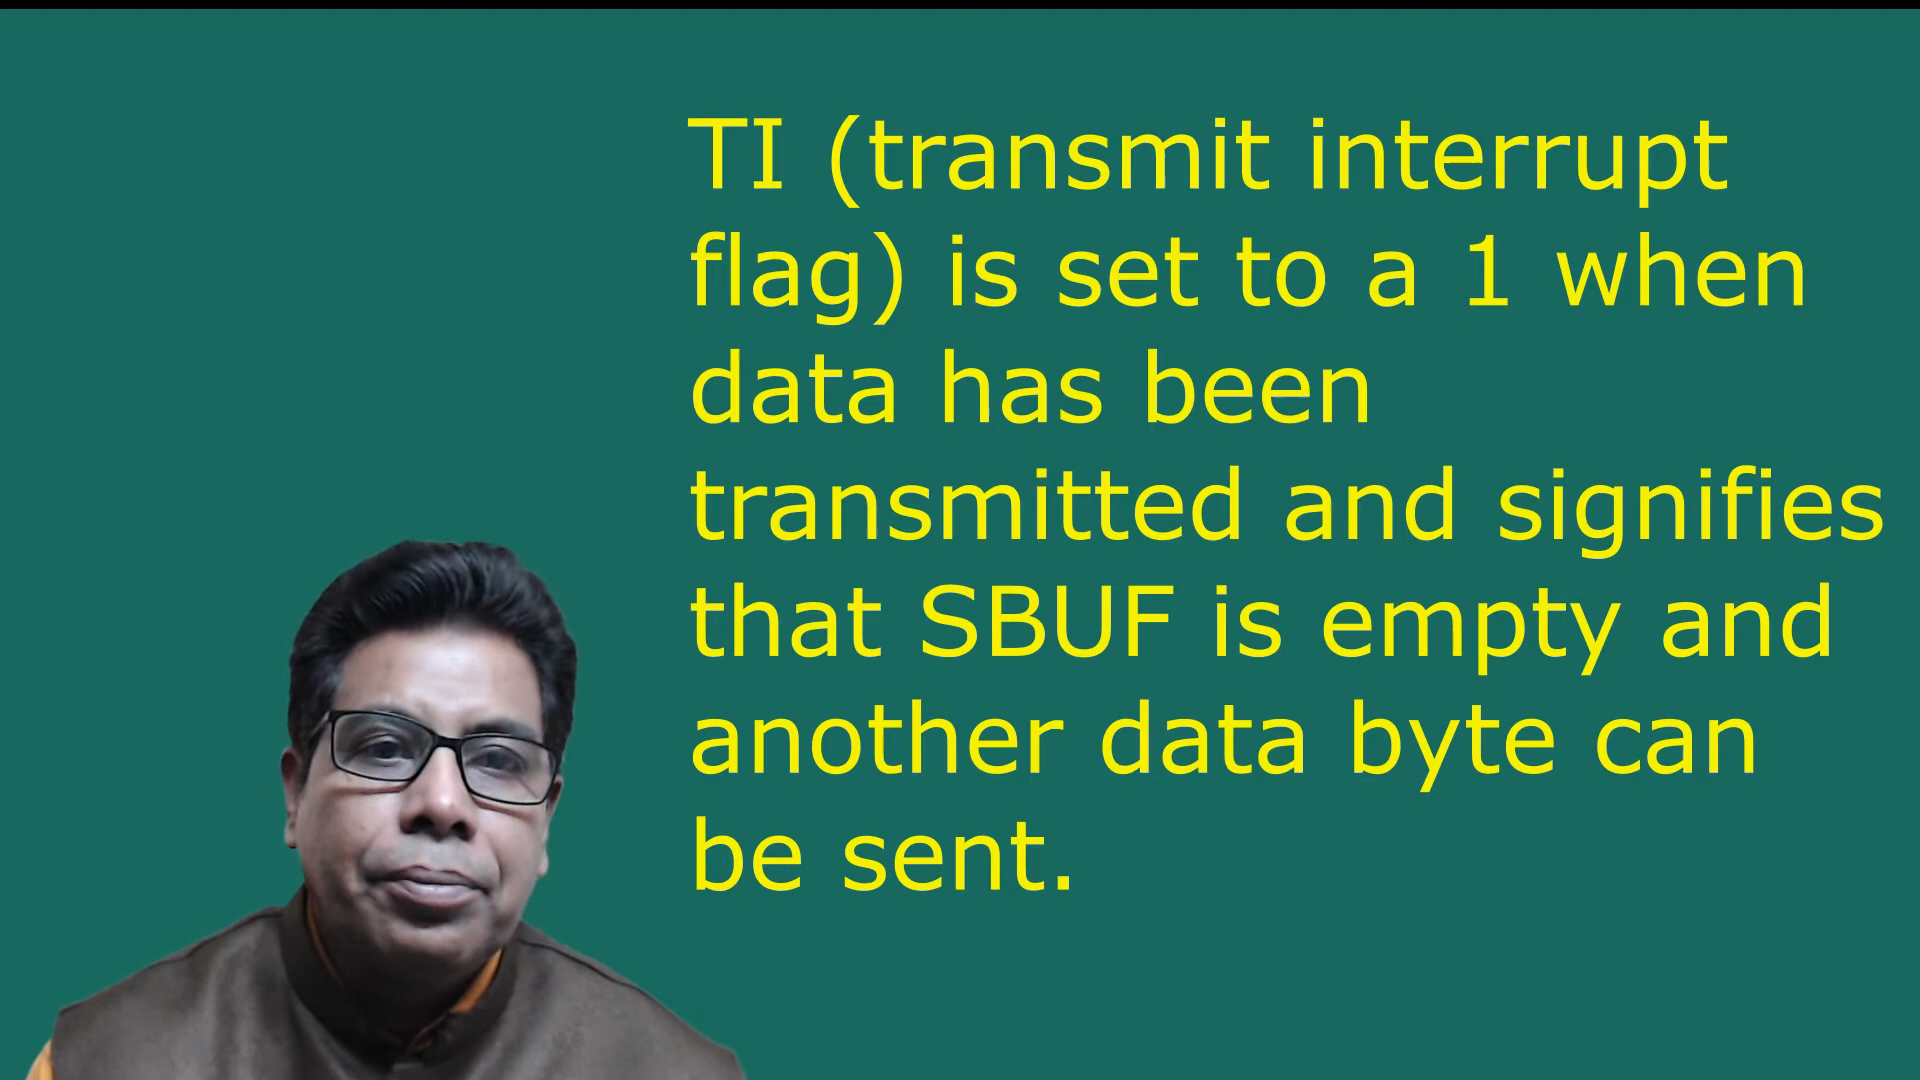 TI (transmit interrupt
flag) is set to a 1 when
data has been
transmitted and signifies
that SBUF is empty and
another data byte can
be sent.